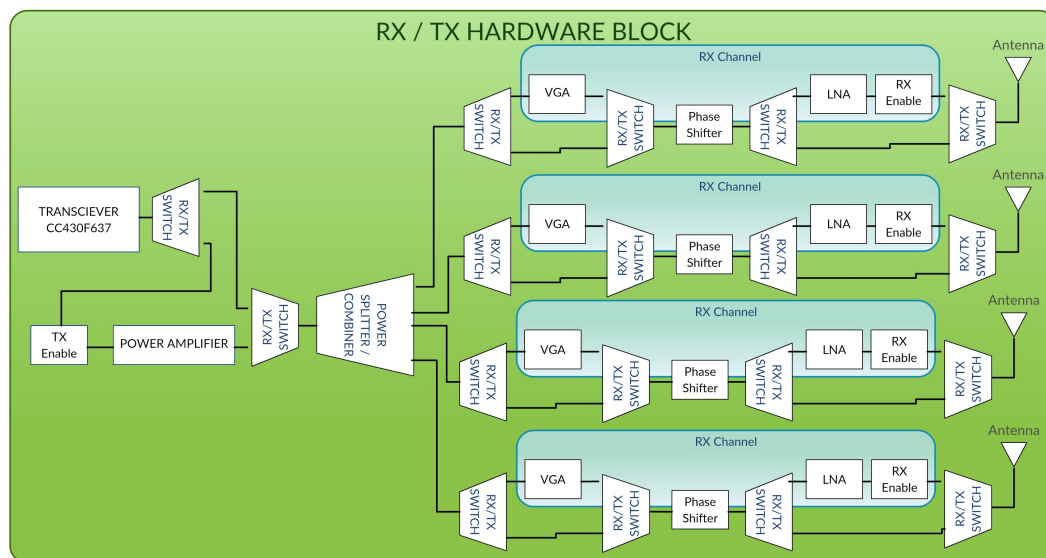 RX / TX HARDWARE BLOCK
Antenna
RX Channel
VGA
LNA
RX
Enable
RX/TX
SWITCH
RX/TX
SWITCH
Phase
Shifter
RX/TX
SWITCH
RX/TX
SWITCH
Antenna
RX Channel
VGA
LNA
RX
Enable
RX/TX
SWITCH
RX/TX
SWITCH
Phase
Shifter
RX/TX
SWITCH
RX/TX
SWITCH
TRANSCIEVER
CC430F637
RX/TX
SWITCH
TX
Enable
POWER AMPLIFIER
RX/TX
SWITCH
POWER
SPLITTER /
COMBINER
Antenna
RX Channel
VGA
LNA
RX
Enable
RX/TX
SWITCH
RX/TX
SWITCH
Phase
Shifter
RX/TX
SWITCH
RX/TX
SWITCH
Antenna
RX Channel
VGA
LNA
RX
Enable
RX/TX
SWITCH
RX/TX
SWITCH
Phase
Shifter
RX/TX
SWITCH
RX/TX
SWITCH